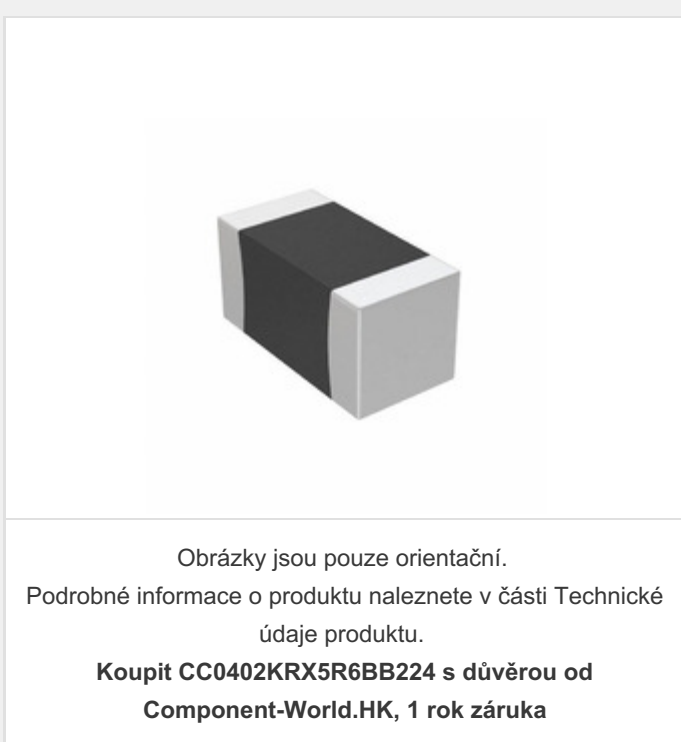 Obrázky jsou pouze orientační.
Podrobné informace o produktu naleznete v části Technické
údaje produktu.
Koupit CC0402KRX5R6BB224 s důvěrou od
Component-World.HK, 1 rok záruka